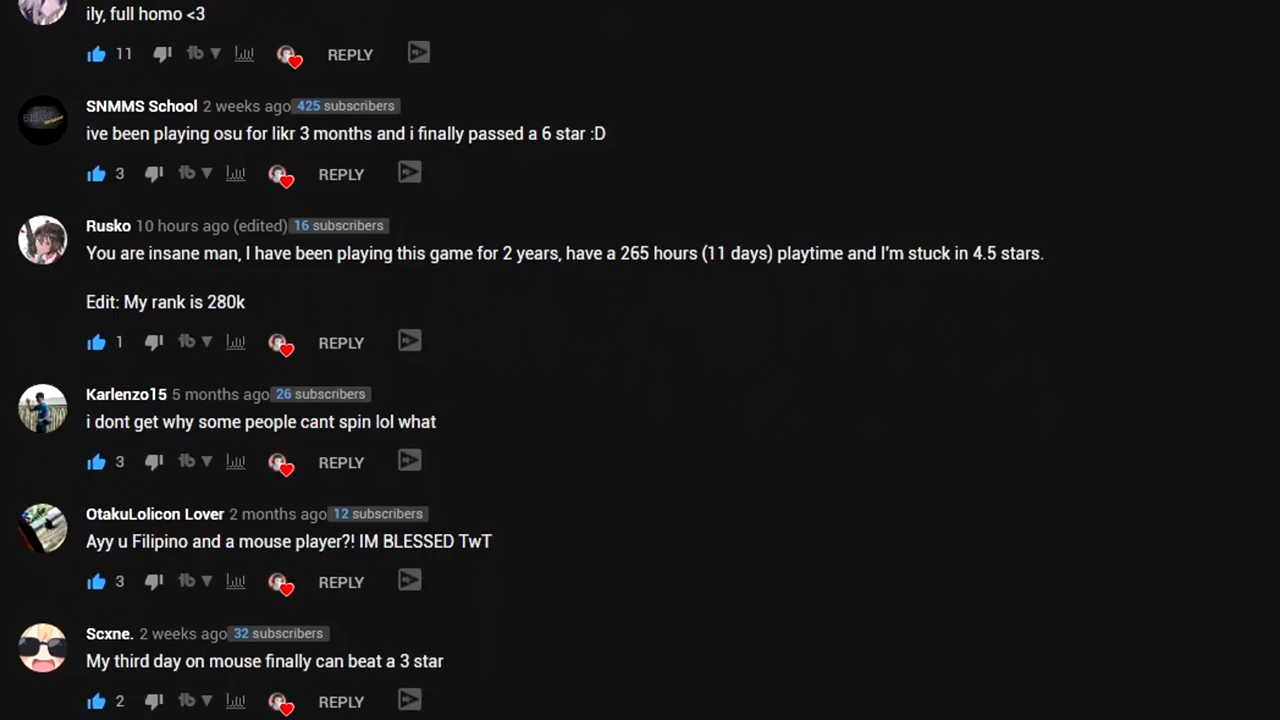 ily, full homo <3
11 REPLY
SNMMS School 2 weeks ago 425 subscribers
ive been playing osu for likr 3 months and i finally passed a 6 star :D
3 REPLY
Rusko 10 hours ago (edited) 16 subscribers
You are insane man, I have been playing this game for 2 years, have a 265 hours (11 days) playtime and I'm stuck in 4.5 stars.
Edit: My rank is 280k
1 REPLY
Karlenzo15 5 months ago 26 subscribers
i dont get why some people cant spin lol what
3 REPLY
OtakuLolicon Lover 2 months ago 12 subscribers
Ayy u Filipino and a mouse player?! IM BLESSED TwT
3 REPLY
Scxne. 2 weeks ago 32 subscribers
My third day on mouse finally can beat a 3 star
2 REPLY